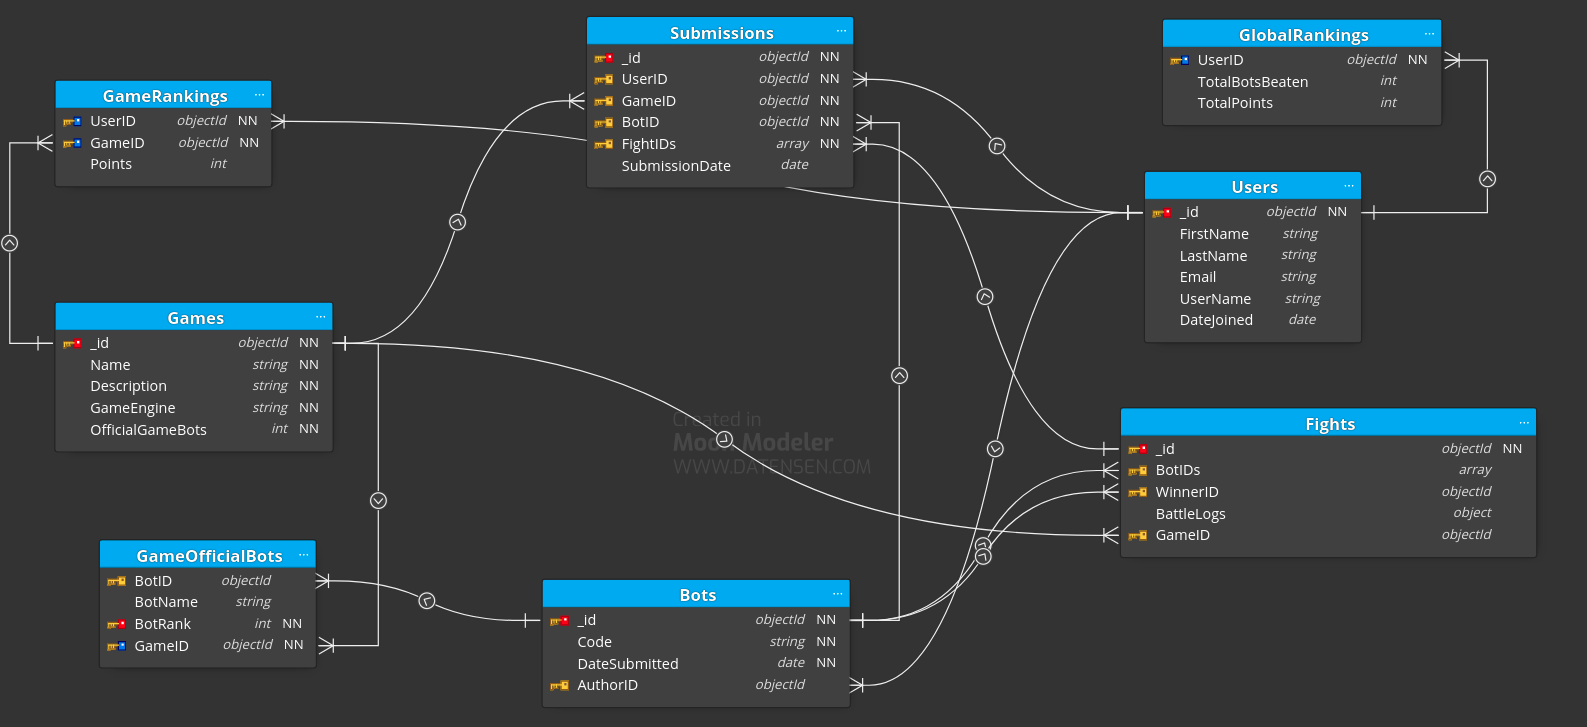 Submissions ...
_id objectId NN
UserID objectId NN
GameID objectId NN
BotID objectId NN
FightIDs array NN
SubmissionDate date
GlobalRankings ...
UserID objectId NN
TotalBotsBeaten int
TotalPoints int
GameRankings ...
UserID objectId NN
GameID objectId NN
Points int
Users ...
_id objectId NN
FirstName string
LastName string
Email string
UserName string
DateJoined date
Games ...
_id objectId NN
Name string NN
Description string NN
GameEngine string NN
OfficialGameBots int NN
Created in
Moon Modeler
WWW.DATENSEN.COM
Fights ...
_id objectId NN
BotIDs array
WinnerID objectId
BattleLogs object
GameID objectId
GameOfficialBots ...
BotID objectId
BotName string
BotRank int NN
GameID objectId NN
Bots ...
_id objectId NN
Code string NN
DateSubmitted date NN
AuthorID objectId